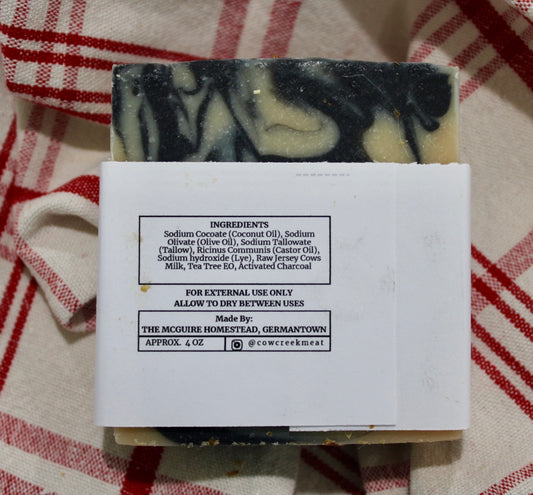 INGREDIENTS
Sodium Cocoate (Coconut Oil), Sodium
Olivate (Olive Oil), Sodium Tallowate
(Tallow), Ricinus Communis (Castor Oil),
Sodium hydroxide (Lye), Raw Jersey Cows
Milk, Tea Tree EO, Activated Charcoal
FOR EXTERNAL USE ONLY
ALLOW TO DRY BETWEEN USES
Made By:
THE MCGUIRE HOMESTEAD, GERMANTOWN
APPROX. 4 OZ @cowcreekmeat